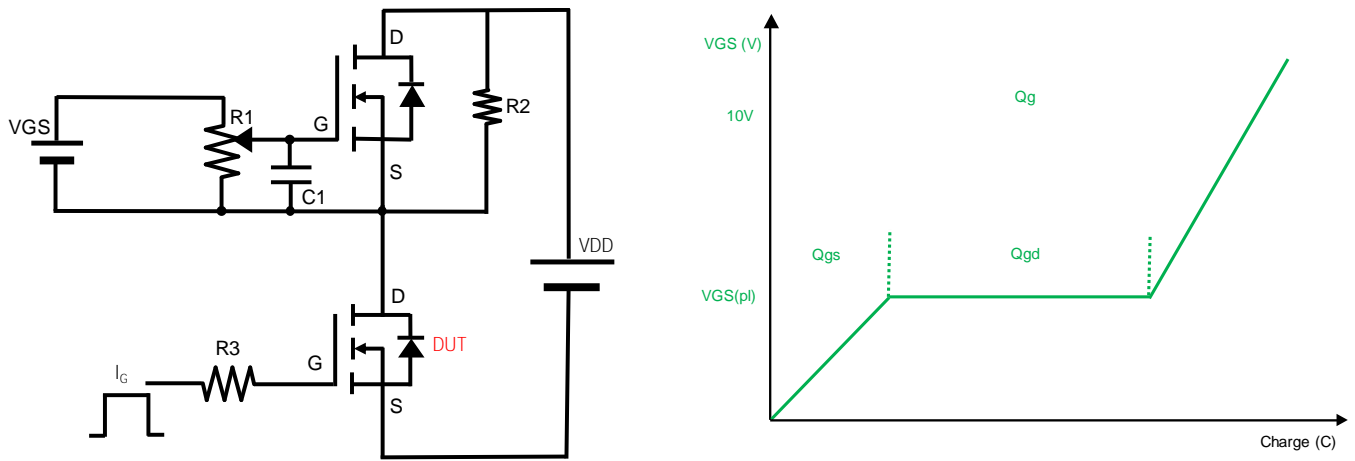 D
R1
VGS
G
R2
S
C1
VDD
D
R3
G
DUT
IG
S
VGS (V)
Qg
10V
Qgs
Qgd
VGS(pl)
Charge (C)